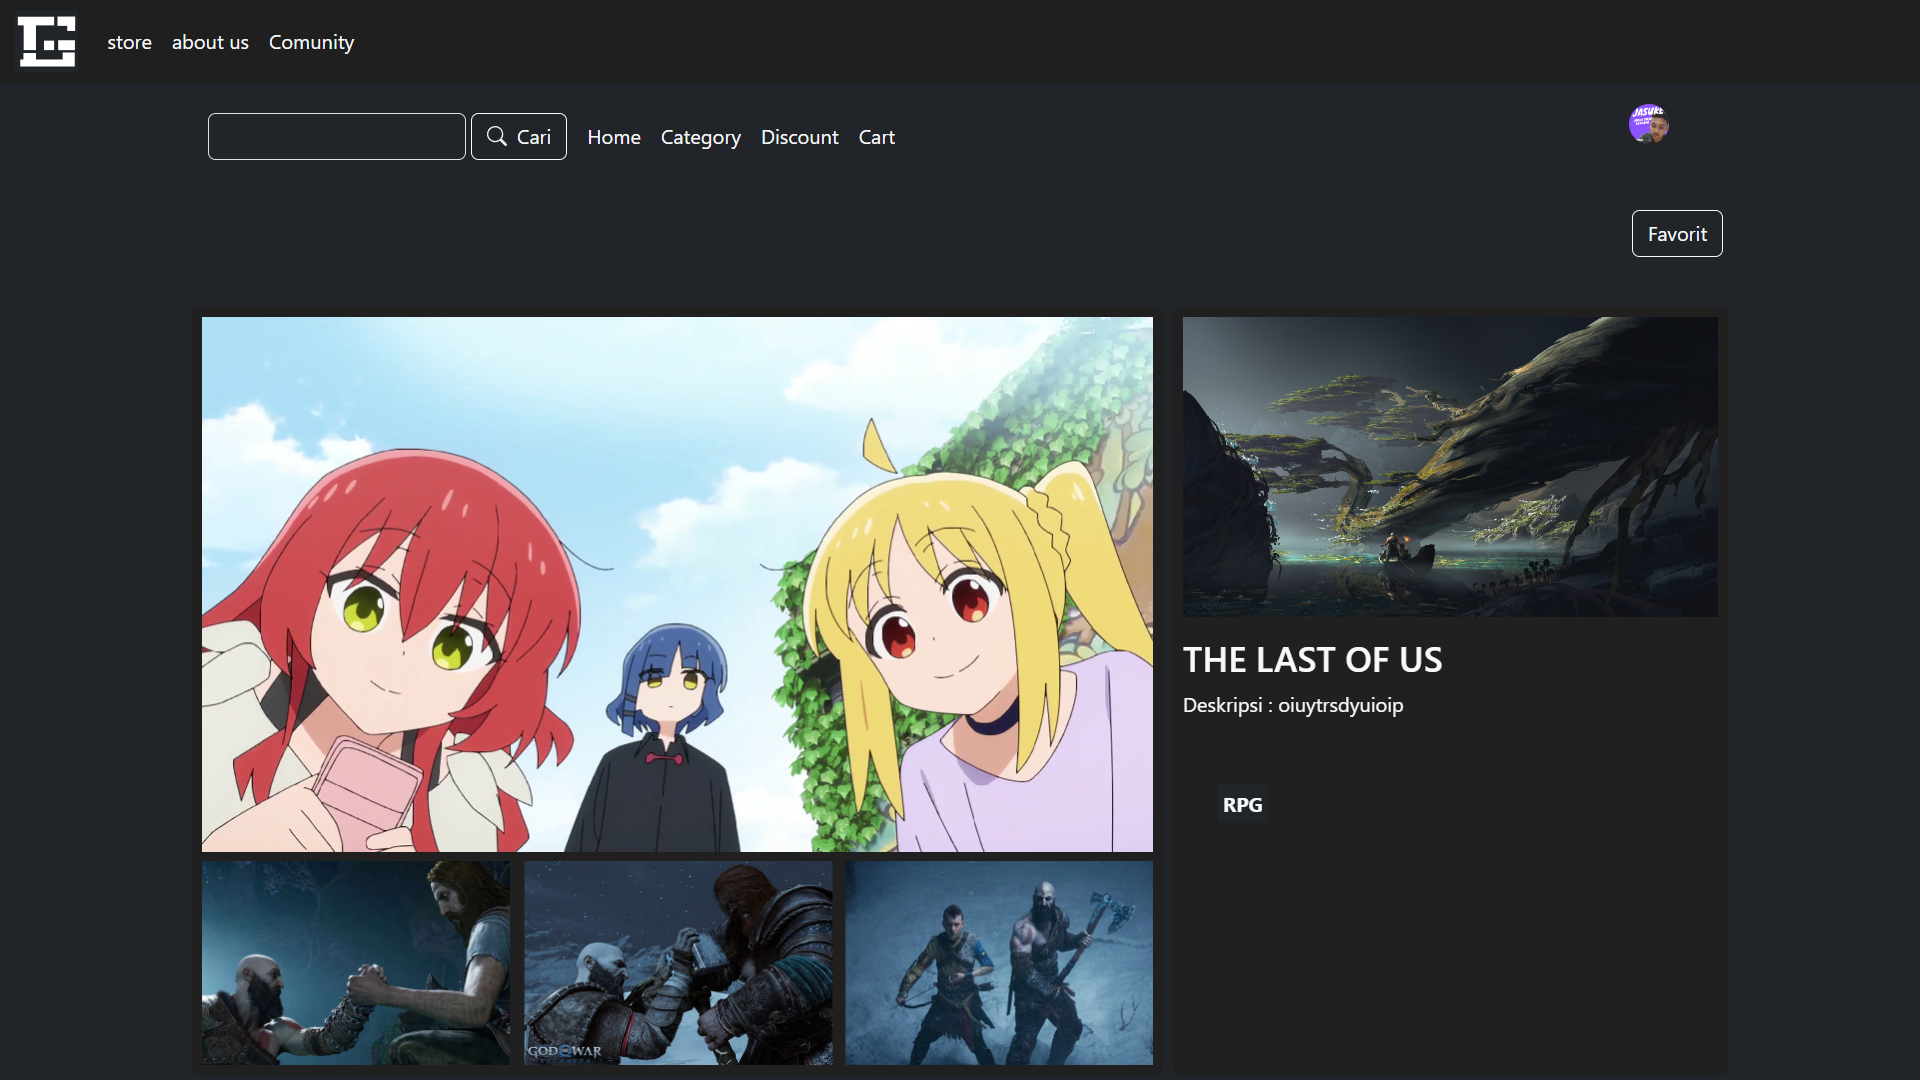 store about us Comunity
Cari Home Category Discount Cart
JASUKE
Favorit
THE LAST OF US
Deskripsi : oiuytrsdyuioip
RPG
GOD OF WAR